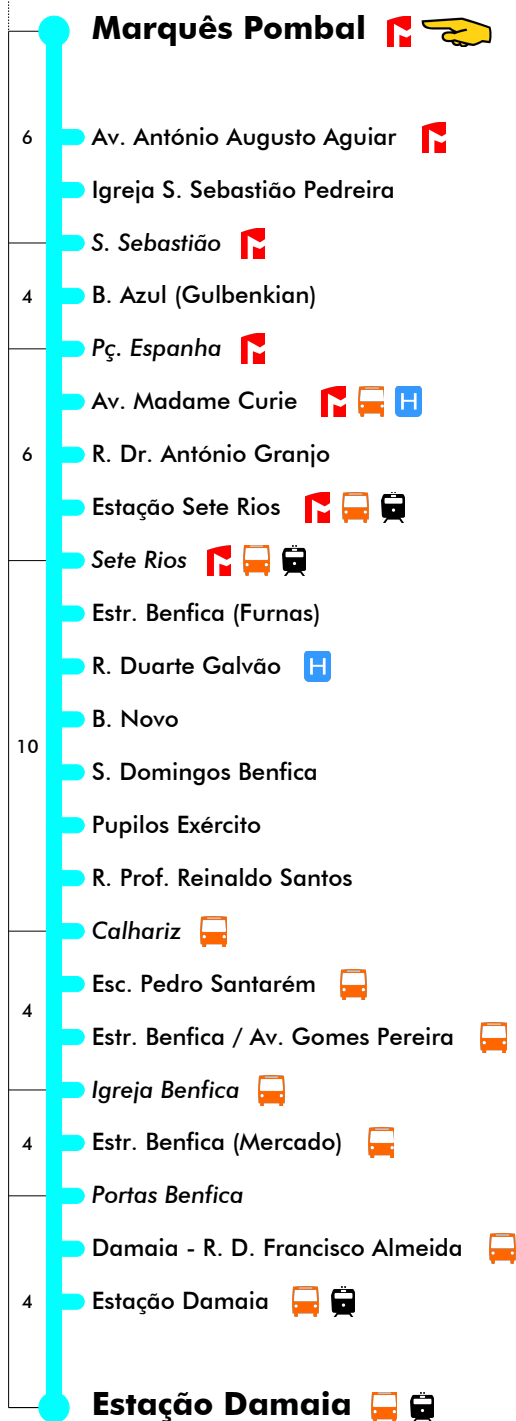 Marquês Pombal
6 Av. António Augusto Aguiar
Igreja S. Sebastião Pedreira
S. Sebastião
4 B. Azul (Gulbenkian)
Pç. Espanha
Av. Madame Curie H
6 R. Dr. António Granjo
Estação Sete Rios
Sete Rios
Estr. Benfica (Furnas)
R. Duarte Galvão H
B. Novo
10
S. Domingos Benfica
Pupilos Exército
R. Prof. Reinaldo Santos
Calhariz
Esc. Pedro Santarém
4
Estr. Benfica / Av. Gomes Pereira
Igreja Benfica
4 Estr. Benfica (Mercado)
Portas Benfica
Damaia - R. D. Francisco Almeida
4 Estação Damaia
Estação Damaia